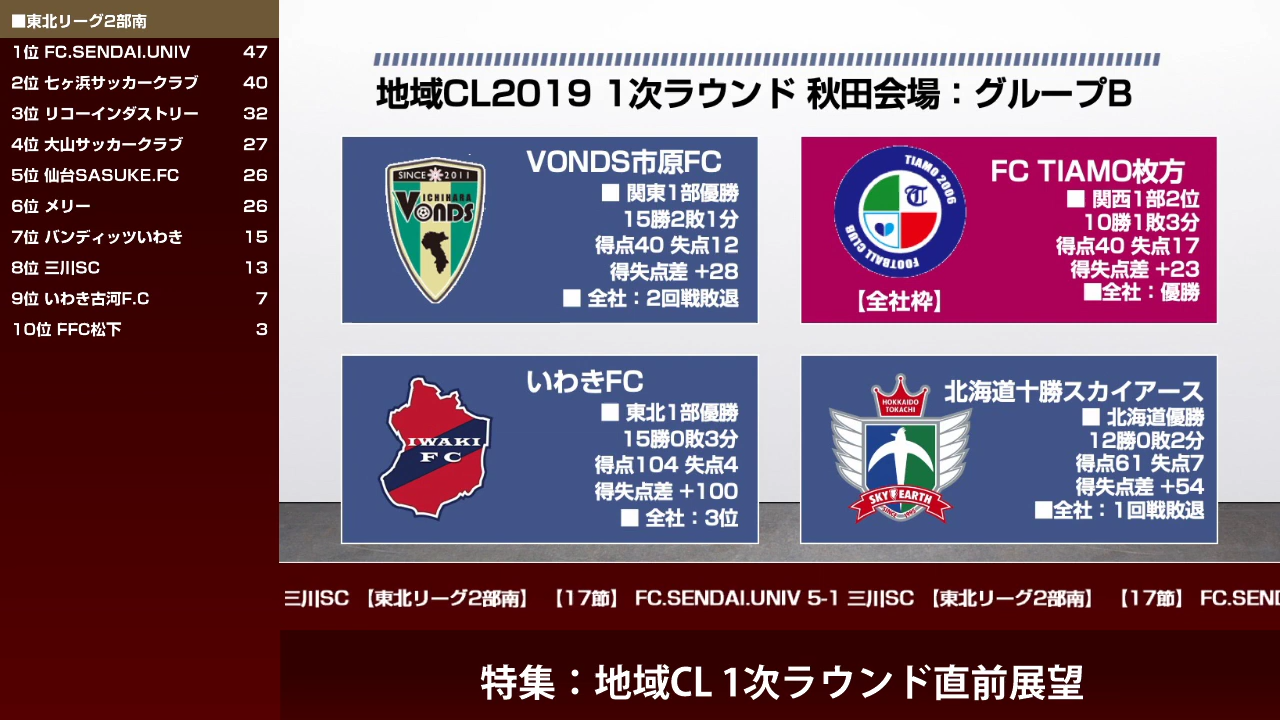 ■東北リーグ2部南
1位 FC.SENDAI.UNIV 47
2位 七ヶ浜サッカークラブ 40
3位 リコーインダストリー 32
4位 大山サッカークラブ 27
5位 仙台SASUKE.FC 26
6位 メリー 26
7位 バンディッツいわき 15
8位 三川SC 13
9位 いわき古河F.C 7
10位 FFC松下 3
地域CL2019 1次ラウンド 秋田会場：グループB
SINCE 2011
ICHIHARA
VONDS
VONDS市原FC
■ 関東1部優勝
15勝2敗1分
得点40 失点12
得失点差 +28
■ 全社：2回戦敗退
TIAMO 2006
FOOTBALL CLUB
【全社枠】
FC TIAMO枚方
■ 関西1部2位
10勝1敗3分
得点40 失点17
得失点差 +23
■全社：優勝
IWAKI
FC
いわきFC
■ 東北1部優勝
15勝0敗3分
得点104 失点4
得失点差 +100
■ 全社：3位
HOKKAIDO
TOKACHI
SKY EARTH
北海道十勝スカイアース
■ 北海道優勝
12勝0敗2分
得点61 失点7
得失点差 +54
■全社：1回戦敗退
三川SC 【東北リーグ2部南】 【17節】 FC.SENDAI.UNIV 5-1 三川SC 【東北リーグ2部南】 【17節】 FC.SEND
特集：地域CL 1次ラウンド直前展望